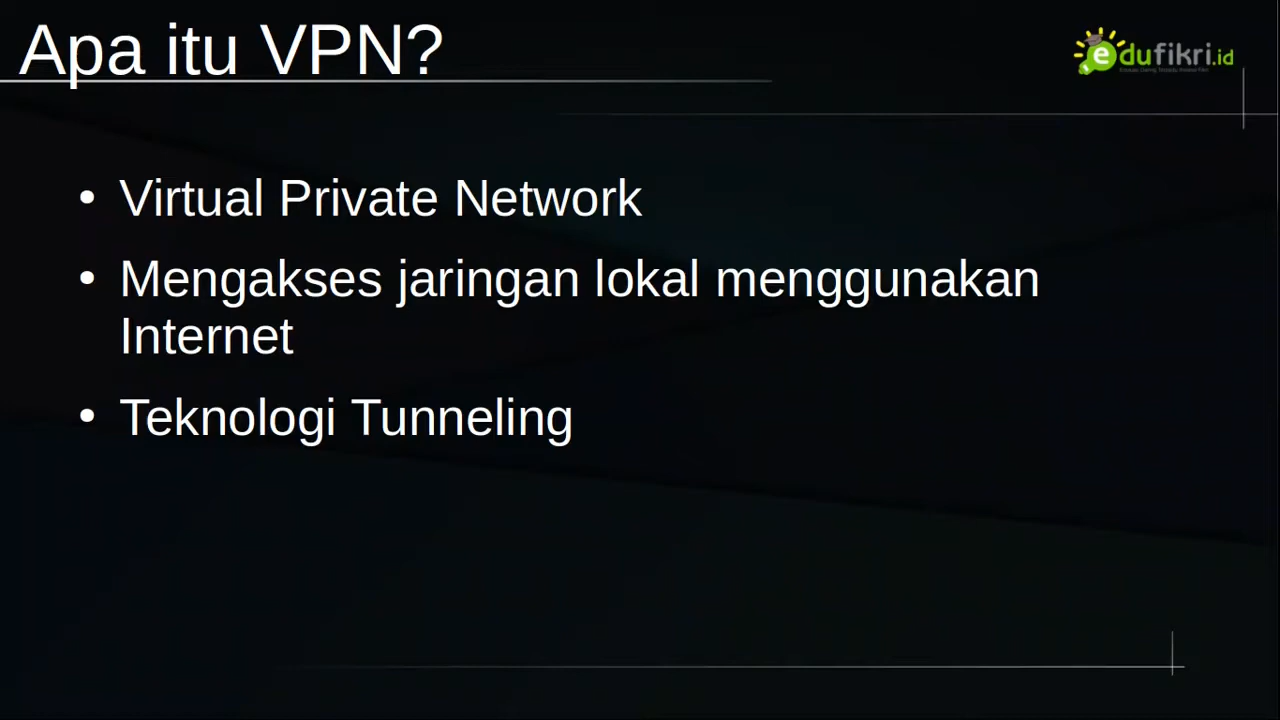 Apa itu VPN?
edufikri.id
• Virtual Private Network
• Mengakses jaringan lokal menggunakan
Internet
• Teknologi Tunneling